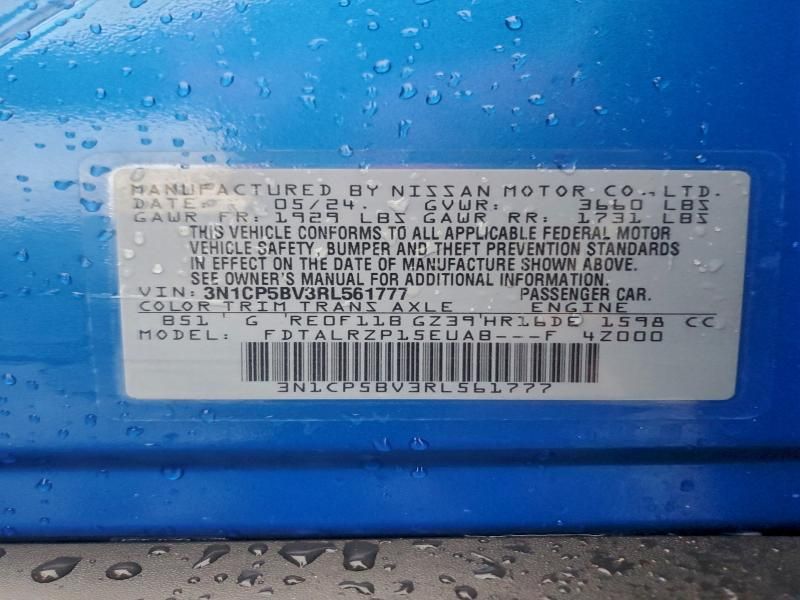 MANUFACTURED BY NISSAN MOTOR CO., LTD.
DATE: 05/24. GVWR: 3660 LBS
GAWR FR: 1929 LBS GAWR RR: 1731 LBS
THIS VEHICLE CONFORMS TO ALL APPLICABLE FEDERAL MOTOR
VEHICLE SAFETY, BUMPER AND THEFT PREVENTION STANDARDS
IN EFFECT ON THE DATE OF MANUFACTURE SHOWN ABOVE.
SEE OWNER'S MANUAL FOR ADDITIONAL INFORMATION.
VIN: 3N1CP5BV3RL561777 PASSENGER CAR.
COLOR TRIM TRANS AXLE ENGINE
B51 G RE0F11B GZ39 HR16DE 1598 CC
MODEL: FDTALRZP15EUAB---F 4Z000
3N1CP5BV3RL561777